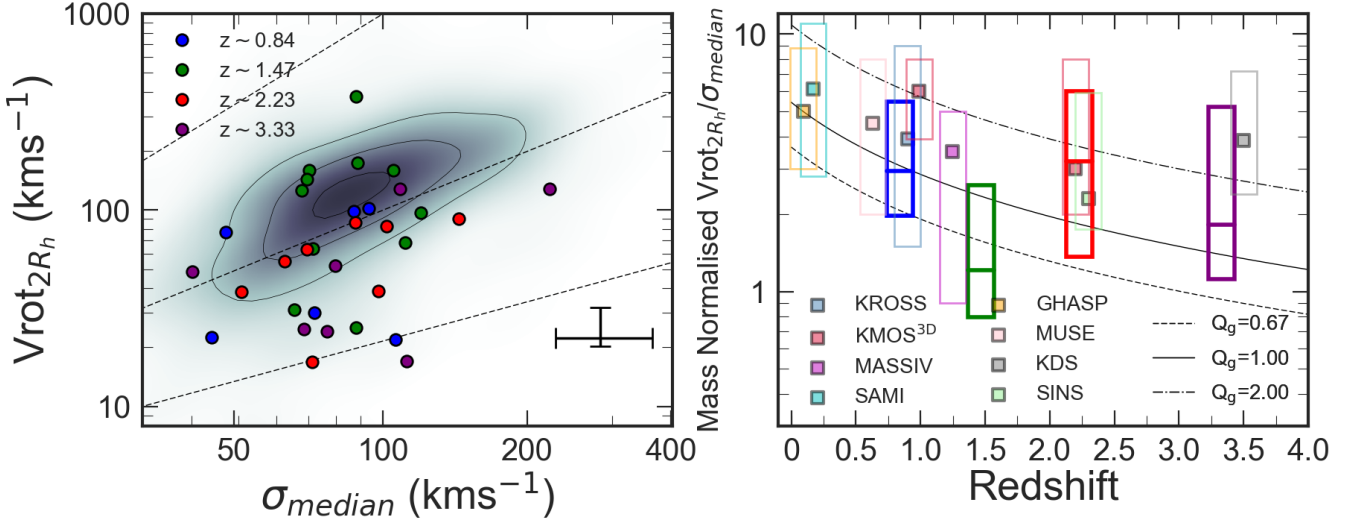 1000
100
10
50
100
200
400
Vrot2Rh (kms−1)
σmedian (kms−1)
z ∼ 0.84
z ∼ 1.47
z ∼ 2.23
z ∼ 3.33
10
1
0
0.5
1.0
1.5
2.0
2.5
3.0
3.5
4.0
Mass Normalised Vrot2Rh/σmedian
Redshift
KROSS
KMOS3D
MASSIV
SAMI
GHASP
MUSE
KDS
SINS
Qg=0.67
Qg=1.00
Qg=2.00